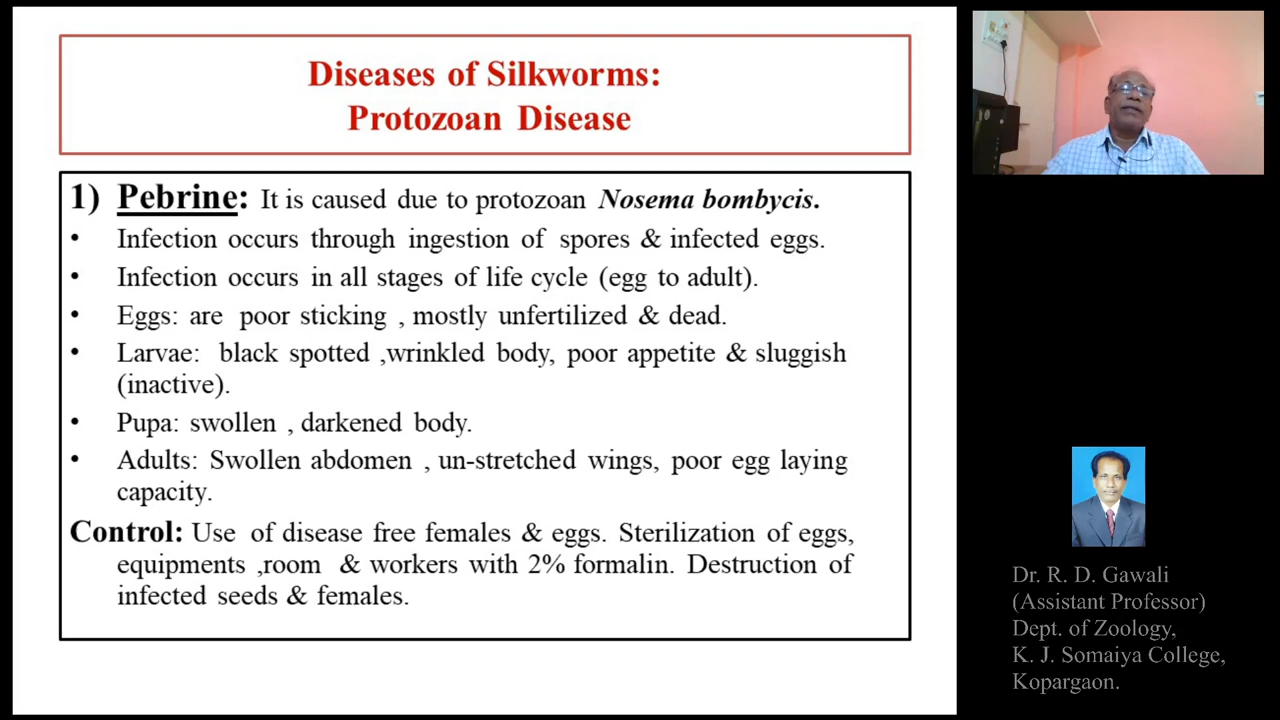 Diseases of Silkworms:
Protozoan Disease
1) Pebrine: It is caused due to protozoan Nosema bombycis.
• Infection occurs through ingestion of spores & infected eggs.
• Infection occurs in all stages of life cycle (egg to adult).
• Eggs: are poor sticking , mostly unfertilized & dead.
• Larvae: black spotted ,wrinkled body, poor appetite & sluggish
(inactive).
• Pupa: swollen , darkened body.
• Adults: Swollen abdomen , un-stretched wings, poor egg laying
capacity.
Control: Use of disease free females & eggs. Sterilization of eggs,
equipments ,room & workers with 2% formalin. Destruction of
infected seeds & females.
Dr. R. D. Gawali
(Assistant Professor)
Dept. of Zoology,
K. J. Somaiya College,
Kopargaon.